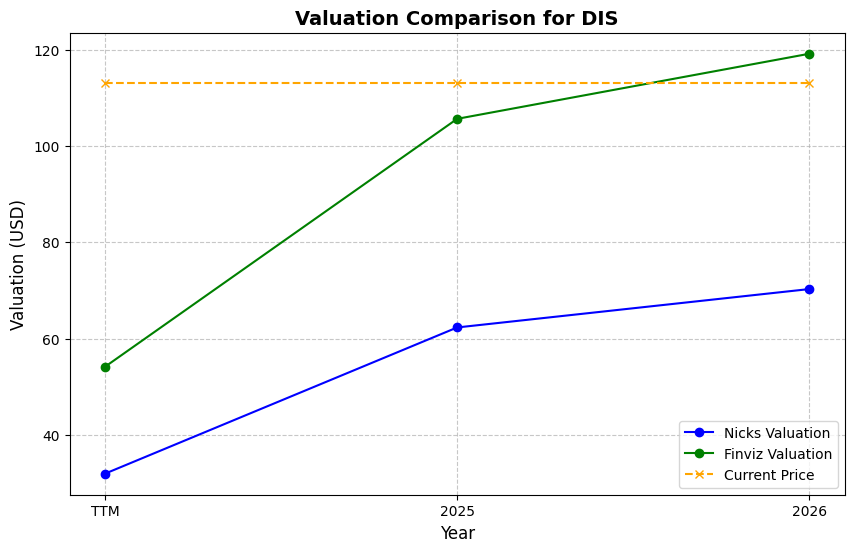 Valuation Comparison for DIS
Valuation (USD)
120
100
80
60
40
TTM
2025
2026
Year
Nicks Valuation
Finviz Valuation
Current Price